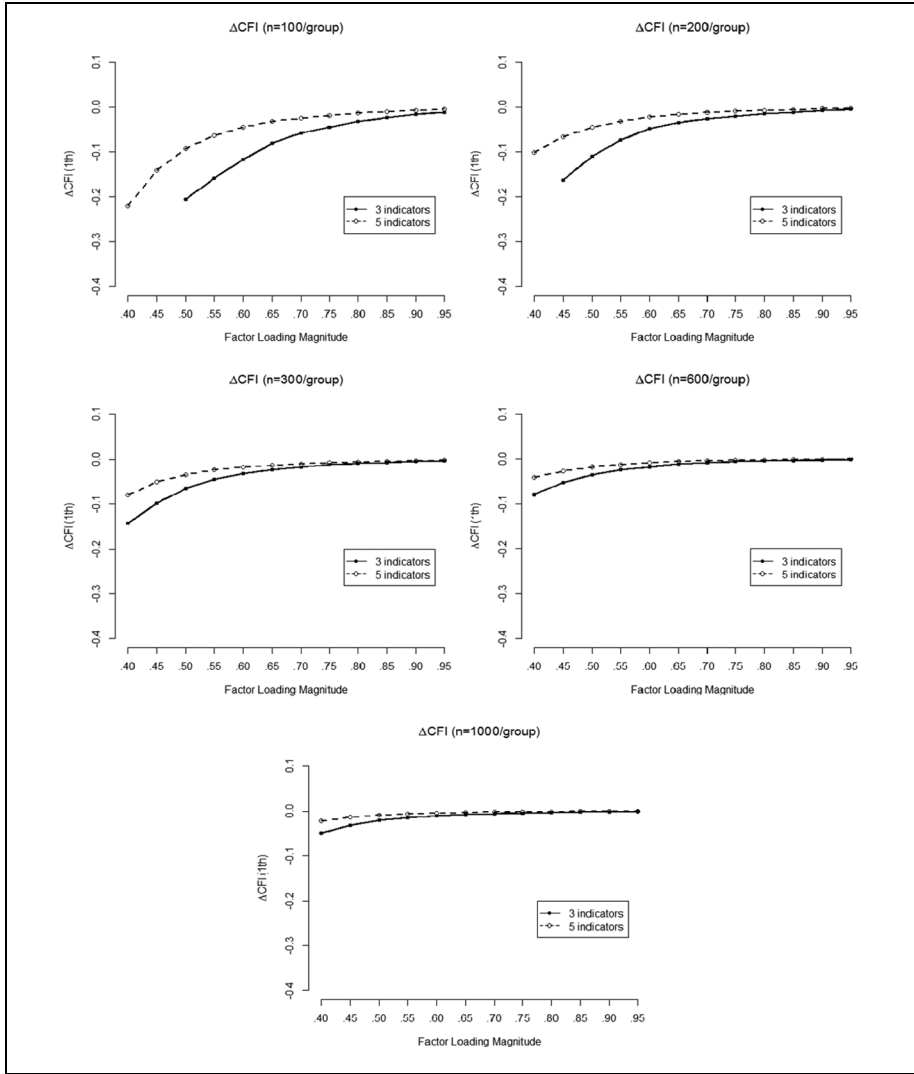 ΔCFI (n=100/group)
0.1
0.0
-0.1
-0.2
-0.3
-0.4
ΔCFI (1th)
3 indicators
5 indicators
.40 .45 .50 .55 .60 .65 .70 .75 .80 .85 .90 .95
Factor Loading Magnitude
ΔCFI (n=200/group)
0.1
0.0
-0.1
-0.2
-0.3
-0.4
ΔCFI (1th)
3 indicators
5 indicators
.40 .45 .50 .55 .60 .65 .70 .75 .80 .85 .90 .95
Factor Loading Magnitude
ΔCFI (n=300/group)
0.1
0.0
-0.1
-0.2
-0.3
-0.4
ΔCFI (1th)
3 indicators
5 indicators
.40 .45 .50 .55 .60 .65 .70 .75 .80 .85 .90 .95
Factor Loading Magnitude
ΔCFI (n=600/group)
0.1
0.0
-0.1
-0.2
-0.3
-0.4
ΔCFI (1th)
3 indicators
5 indicators
.40 .45 .50 .55 .60 .65 .70 .75 .80 .85 .90 .95
Factor Loading Magnitude
ΔCFI (n=1000/group)
0.1
0.0
-0.1
-0.2
-0.3
-0.4
ΔCFI (1th)
3 indicators
5 indicators
.40 .45 .50 .55 .60 .65 .70 .75 .80 .85 .90 .95
Factor Loading Magnitude